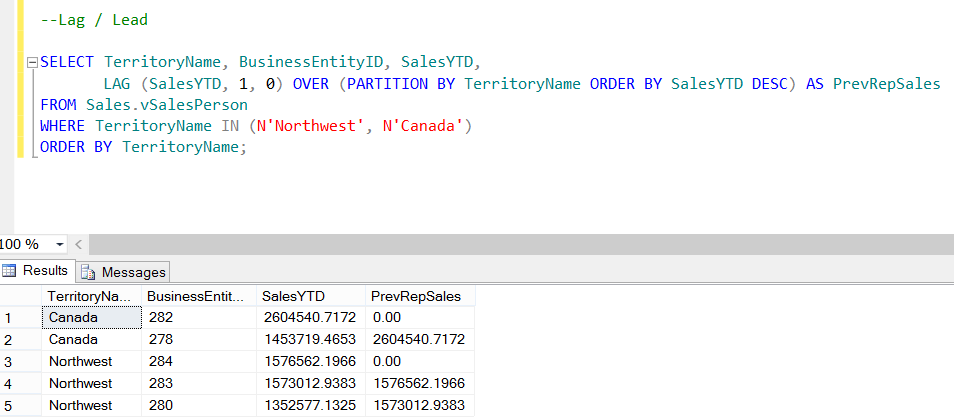 --Lag / Lead
SELECT TerritoryName, BusinessEntityID, SalesYTD,
LAG (SalesYTD, 1, 0) OVER (PARTITION BY TerritoryName ORDER BY SalesYTD DESC) AS PrevRepSales
FROM Sales.vSalesPerson
WHERE TerritoryName IN (N'Northwest', N'Canada')
ORDER BY TerritoryName;
100 %
Results Messages
TerritoryNa... BusinessEntit... SalesYTD PrevRepSales
1 Canada 282 2604540.7172 0.00
2 Canada 278 1453719.4653 2604540.7172
3 Northwest 284 1576562.1966 0.00
4 Northwest 283 1573012.9383 1576562.1966
5 Northwest 280 1352577.1325 1573012.9383